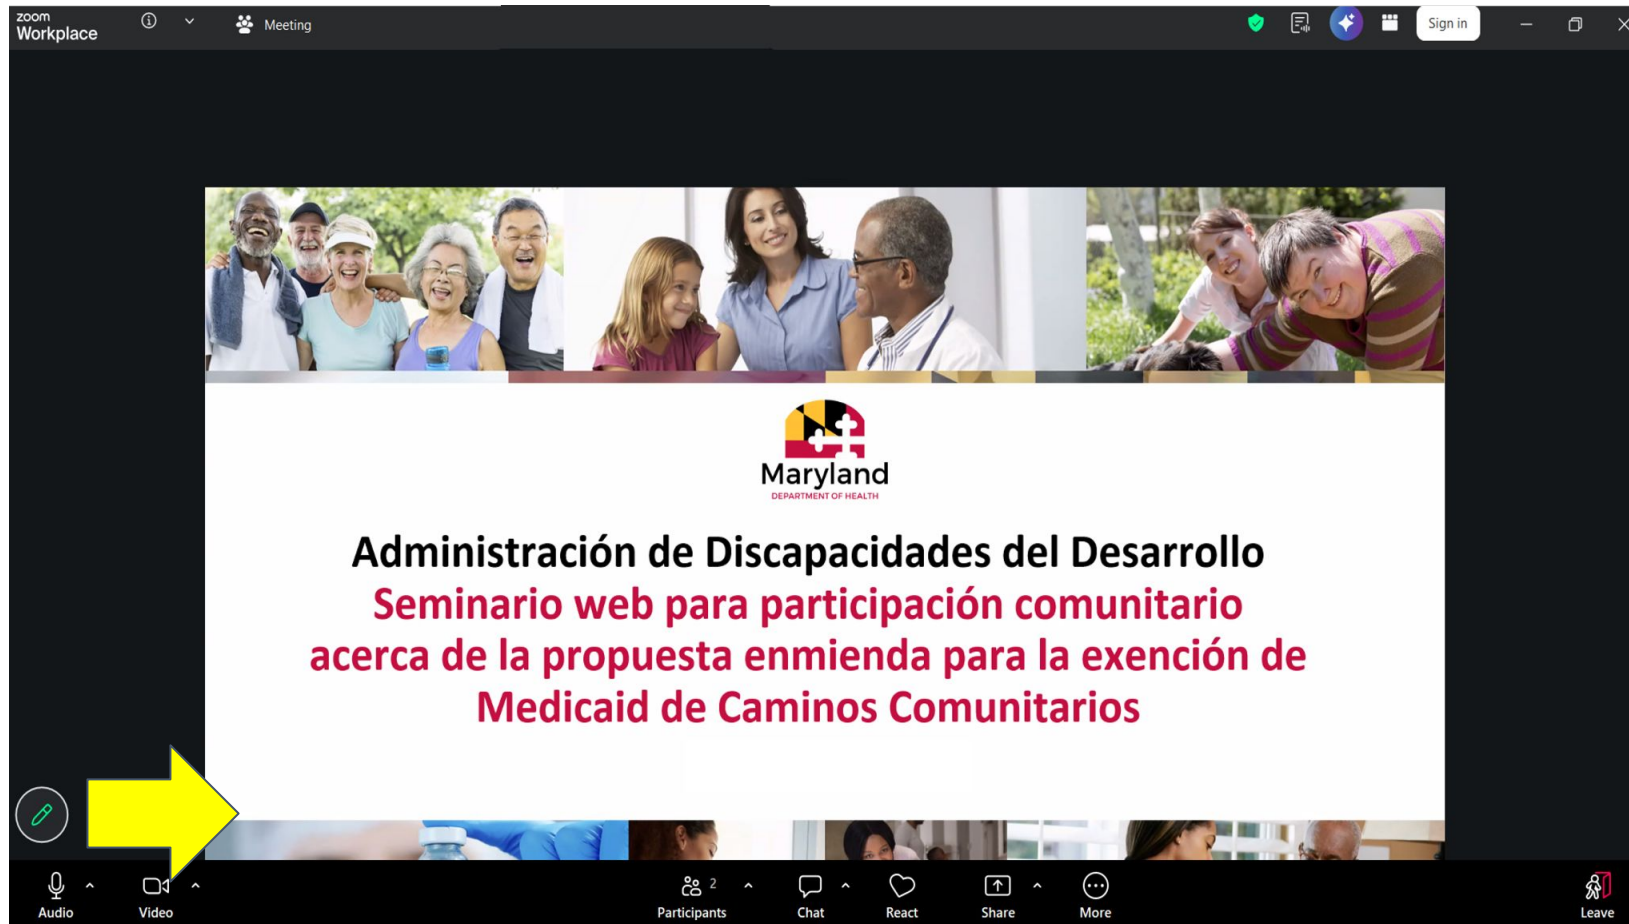 zoom
Workplace
Meeting
Sign in
Maryland
DEPARTMENT OF HEALTH
Administración de Discapacidades del Desarrollo
Seminario web para participación comunitario
acerca de la propuesta enmienda para la exención de
Medicaid de Caminos Comunitarios
2
Audio
Video
Participants
Chat
React
Share
More
Leave